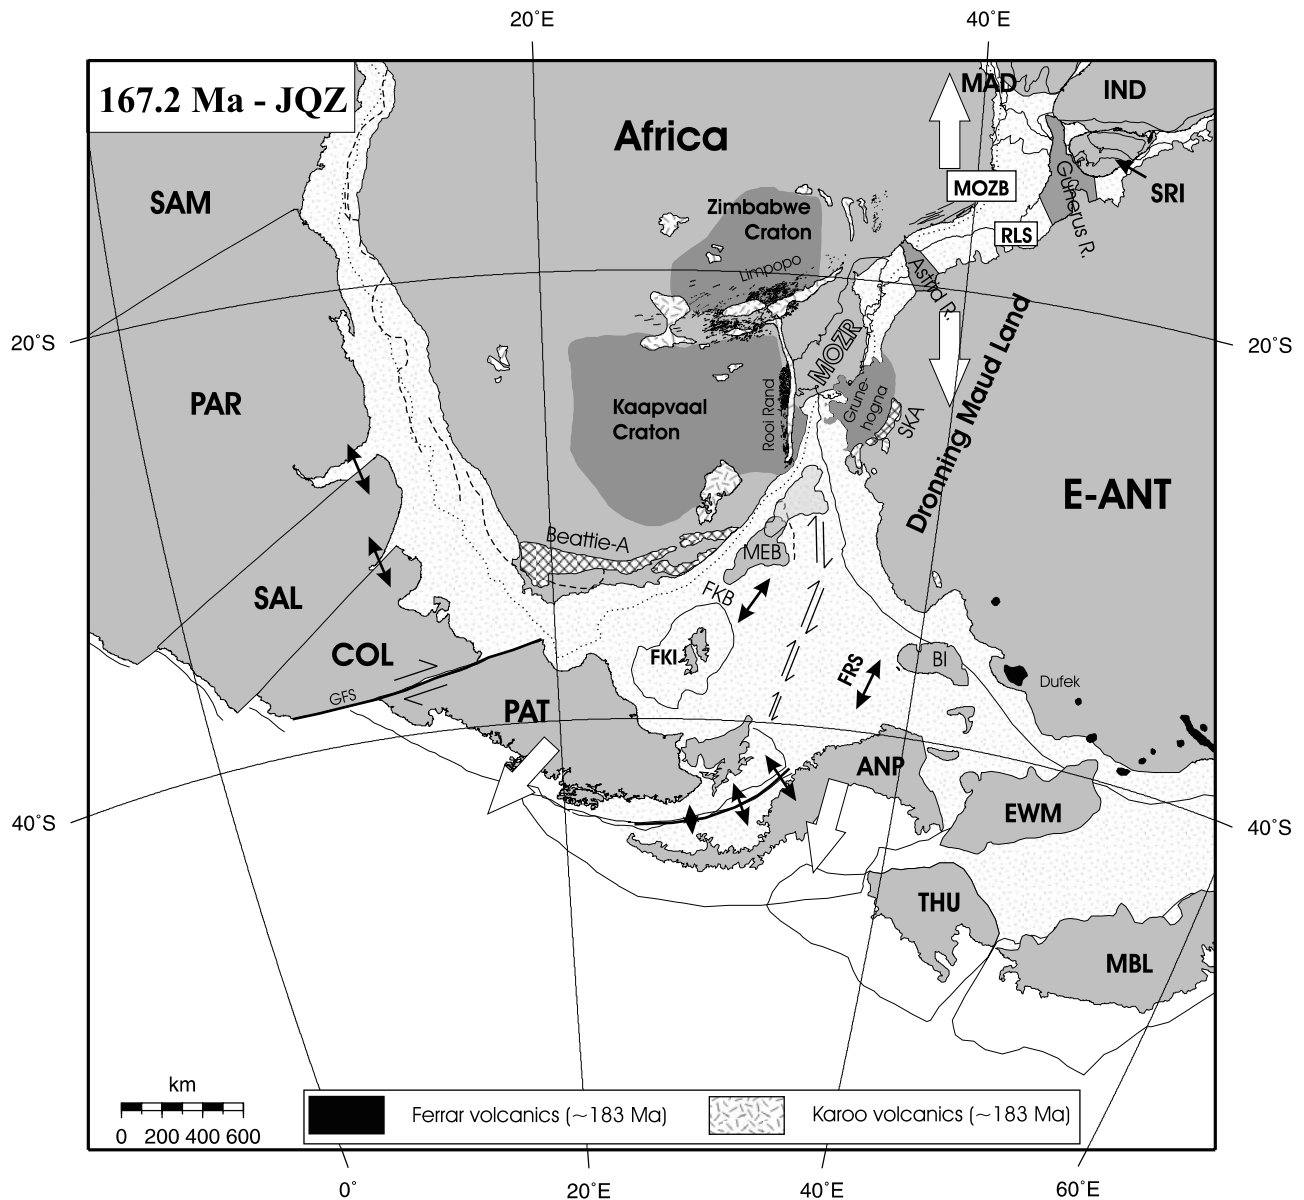 20°E
40°E
167.2 Ma - JQZ
MAD
IND
Africa
SAM
MOZB
SRI
Gunerus R.
Zimbabwe
Craton
RLS
Limpopo
Astrid R.
20°S
20°S
MOZR
PAR
Kaapvaal
Craton
Rooi Rand
Grune-
hogna
SKA
Dronning Maud Land
E-ANT
Beattie-A
MEB
FKB
SAL
COL
FKI
FRS
BI
Dufek
GFS
PAT
ANP
EWM
40°S
40°S
THU
MBL
km
0 200 400 600
Ferrar volcanics (~183 Ma)
Karoo volcanics (~183 Ma)
0°
20°E
40°E
60°E